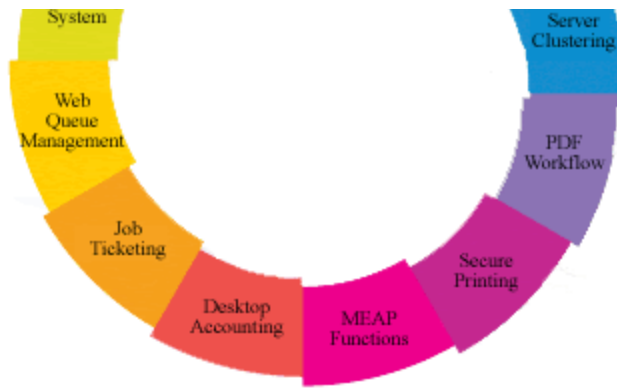 System
Server
Clustering
Web
Queue
Management
PDF
Workflow
Job
Ticketing
Secure
Printing
Desktop
Accounting
MEAP
Functions